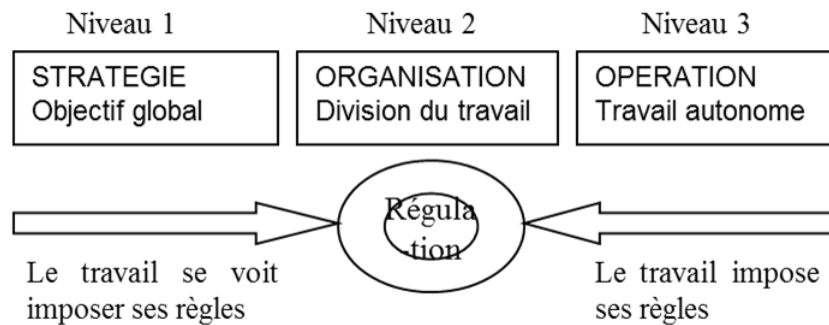 Niveau 1
Niveau 2
Niveau 3
STRATEGIE
Objectif global
ORGANISATION
Division du travail
OPERATION
Travail autonome
Régula
-tion
Le travail se voit
imposer ses règles
Le travail impose
ses règles